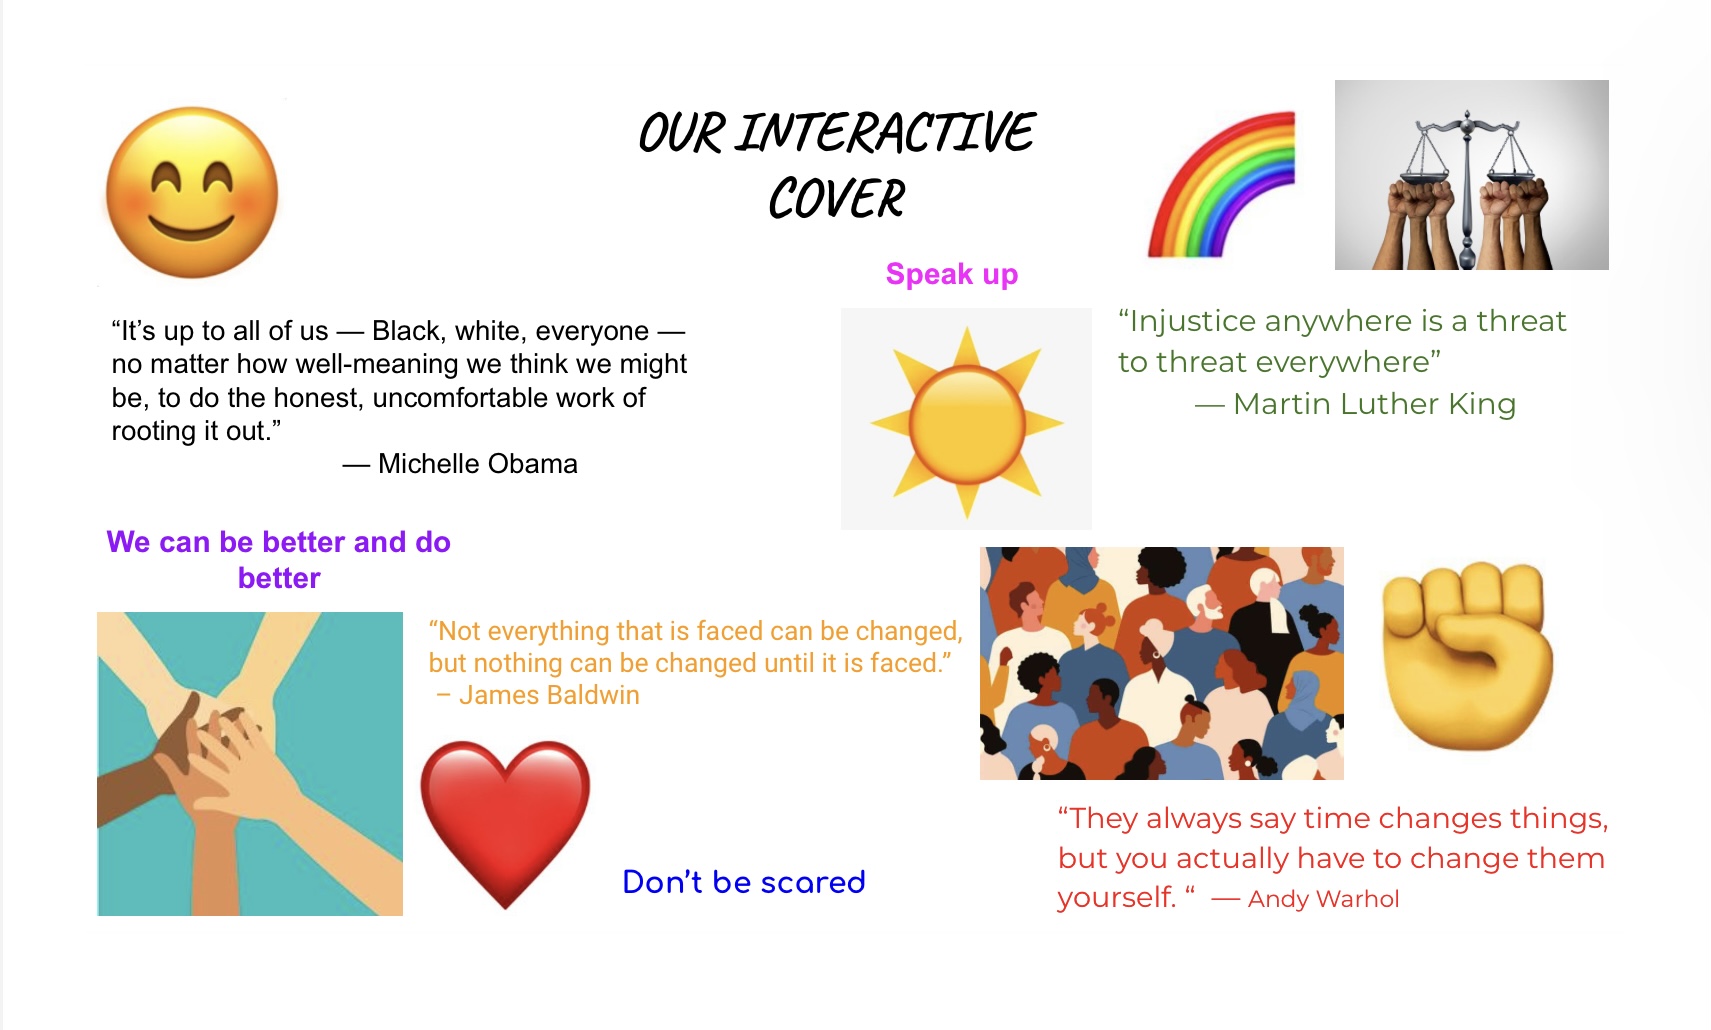 OUR INTERACTIVE
COVER
Speak up
“It’s up to all of us — Black, white, everyone —
no matter how well-meaning we think we might
be, to do the honest, uncomfortable work of
rooting it out.”
— Michelle Obama
“Injustice anywhere is a threat
to threat everywhere”
— Martin Luther King
We can be better and do
better
“Not everything that is faced can be changed,
but nothing can be changed until it is faced.”
– James Baldwin
Don’t be scared
“They always say time changes things,
but you actually have to change them
yourself. “ — Andy Warhol